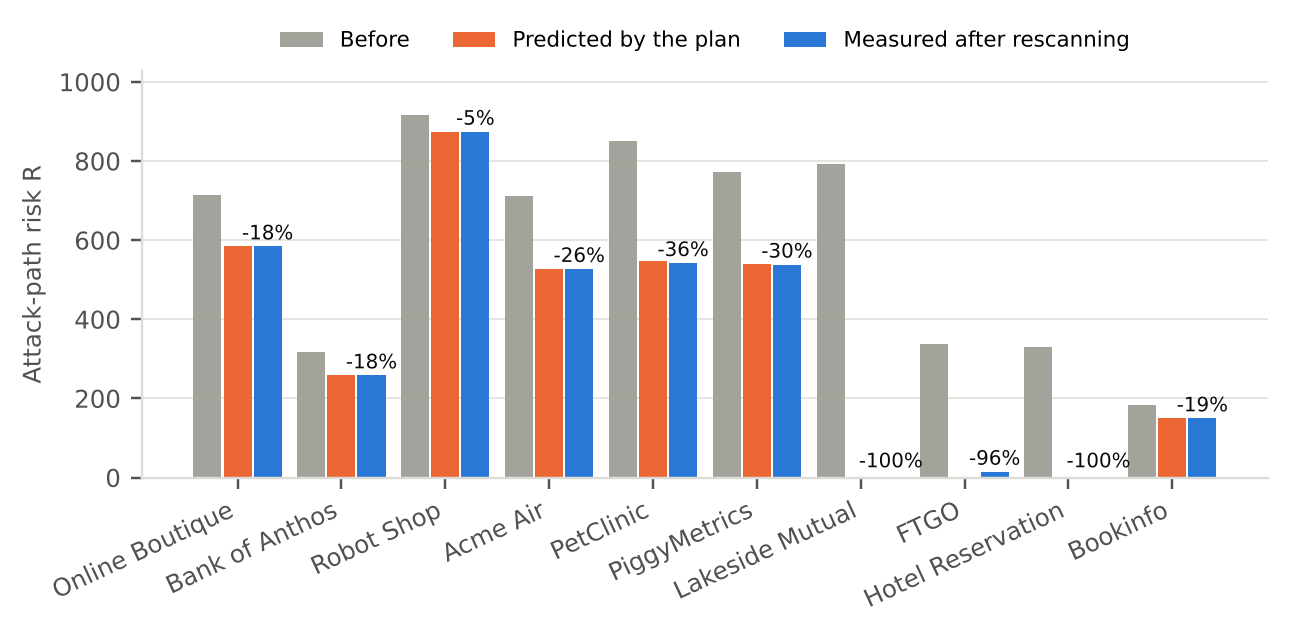 Before Predicted by the plan Measured after rescanning
Attack-path risk R
1000
800
600
400
200
0
-18%
-18%
-5%
-26%
-36%
-30%
-100%
-96%
-100%
-19%
Online Boutique
Bank of Anthos
Robot Shop
Acme Air
PetClinic
PiggyMetrics
Lakeside Mutual
FTGO
Hotel Reservation
Bookinfo